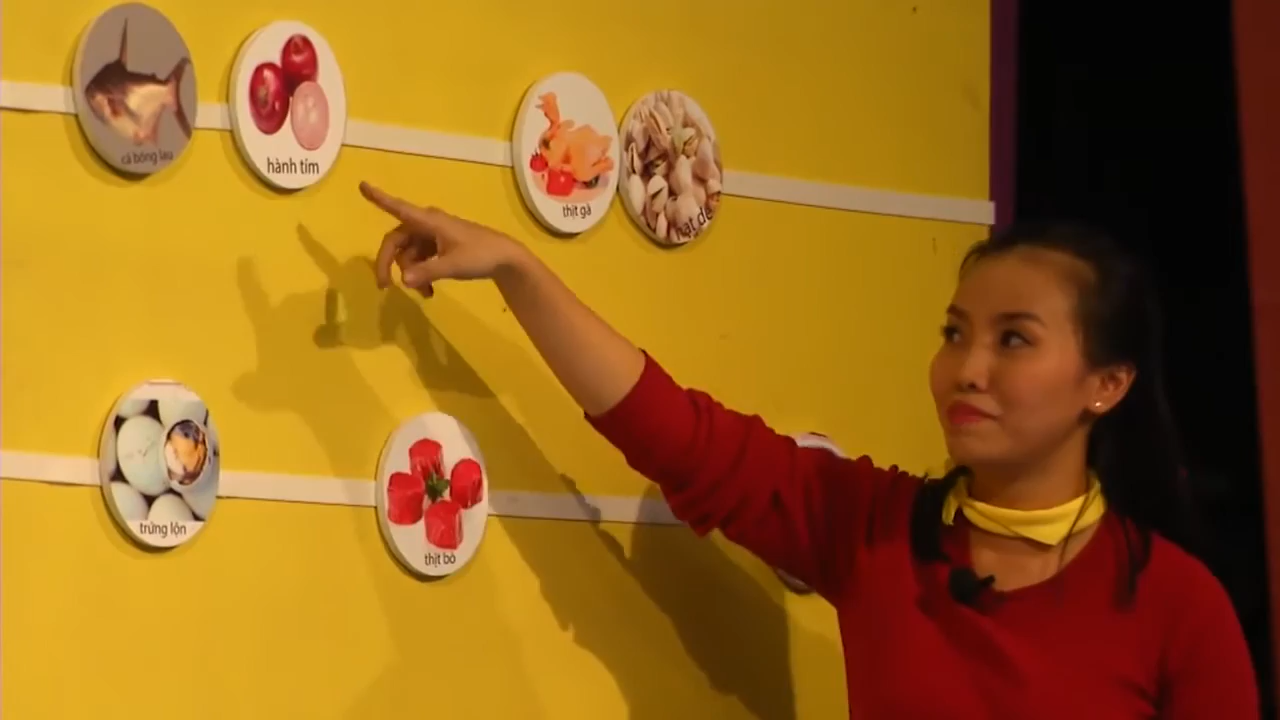 cá bông lau
hành tím
thịt gà
hạt dẻ
trứng lộn
thịt bò